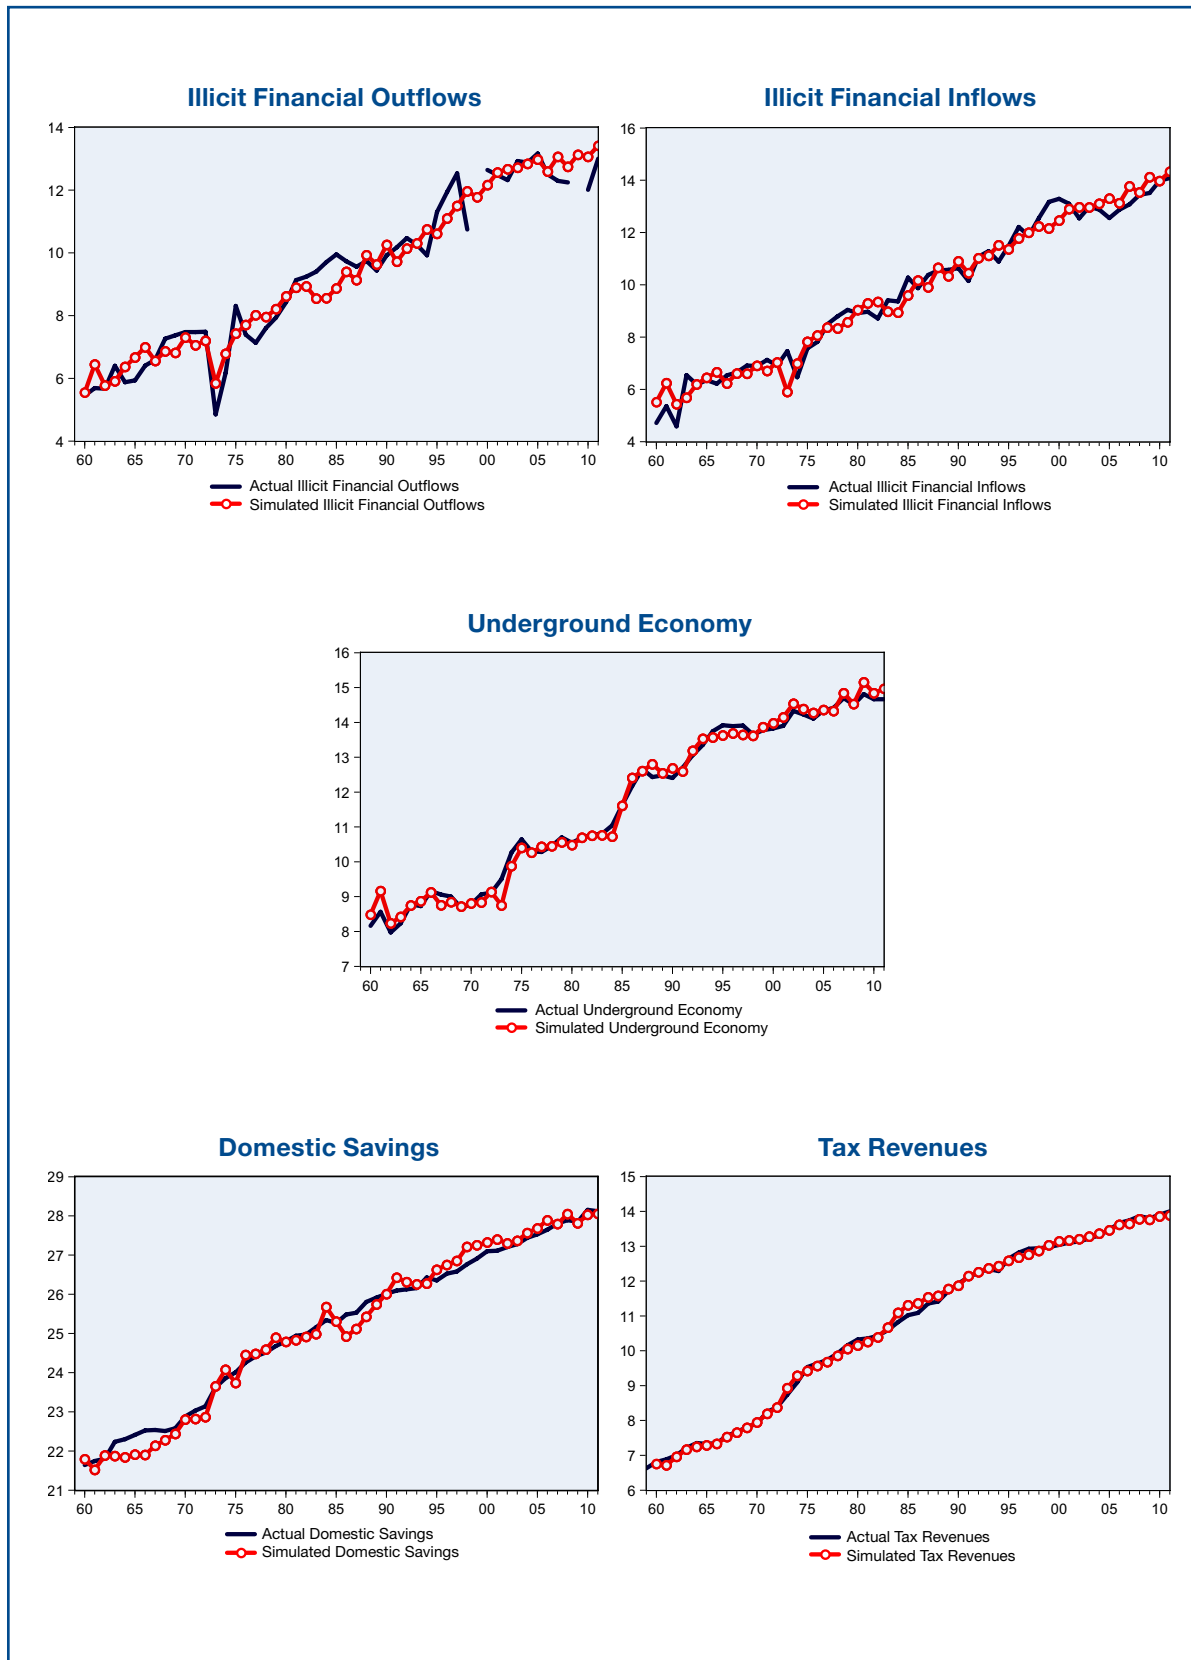 Illicit Financial Outflows
14
12
10
8
6
4
60 65 70 75 80 85 90 95 00 05 10
Actual Illicit Financial Outflows
Simulated Illicit Financial Outflows
Illicit Financial Inflows
16
14
12
10
8
6
4
60 65 70 75 80 85 90 95 00 05 10
Actual Illicit Financial Inflows
Simulated Illicit Financial Inflows
Underground Economy
16
15
14
13
12
11
10
9
8
7
60 65 70 75 80 85 90 95 00 05 10
Actual Underground Economy
Simulated Underground Economy
Domestic Savings
29
28
27
26
25
24
23
22
21
60 65 70 75 80 85 90 95 00 05 10
Actual Domestic Savings
Simulated Domestic Savings
Tax Revenues
15
14
13
12
11
10
9
8
7
6
60 65 70 75 80 85 90 95 00 05 10
Actual Tax Revenues
Simulated Tax Revenues